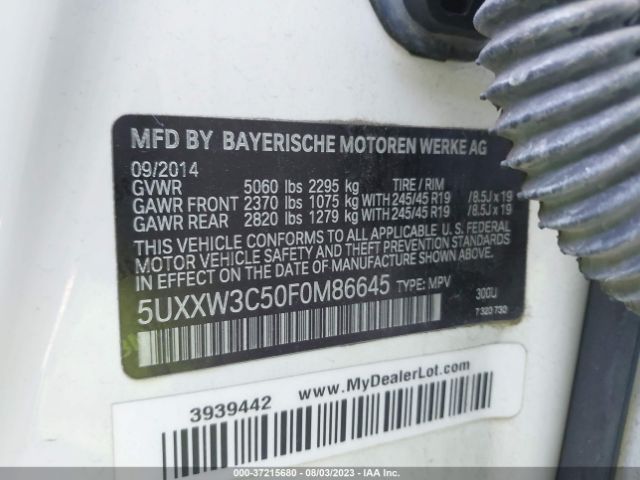 MFD BY BAYERISCHE MOTOREN WERKE AG
09/2014
GVWR 5060 lbs 2295 kg TIRE / RIM
GAWR FRONT 2370 lbs 1075 kg WITH 245/45 R19 /8.5J x 19
GAWR REAR 2820 lbs 1279 kg WITH 245/45 R19 /8.5J x 19
THIS VEHICLE CONFORMS TO ALL APPLICABLE U. S. FEDERAL
MOTOR VEHICLE SAFETY AND THEFT PREVENTION STANDARDS
IN EFFECT ON THE DATE OF MANUFACTURE SHOWN ABOVE.
5UXXW3C50F0M86645 TYPE: MPV 300U
7 320 730
www.MyDealerLot.com
3939442
000-37215680 - 08/03/2023 - IAA Inc.